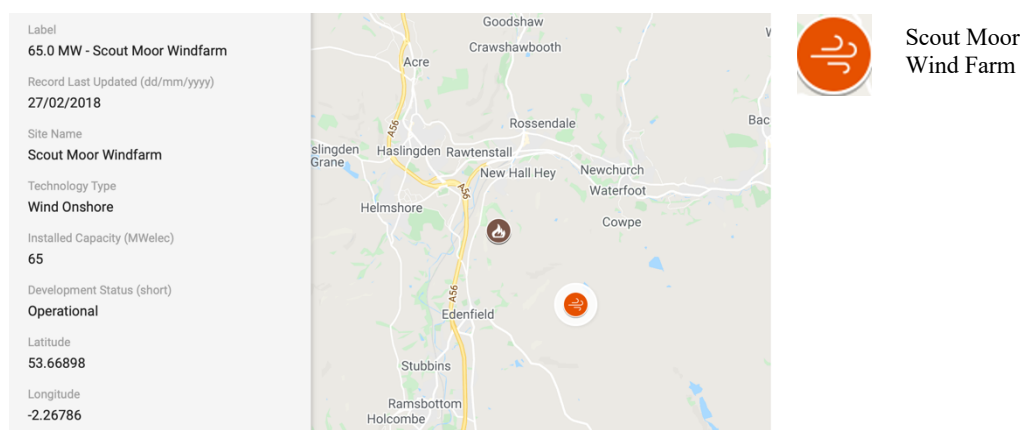 Label
65.0 MW - Scout Moor Windfarm
Record Last Updated (dd/mm/yyyy)
27/02/2018
Site Name
Scout Moor Windfarm
Technology Type
Wind Onshore
Installed Capacity (MWelec)
65
Development Status (short)
Operational
Latitude
53.66898
Longitude
-2.26786
Goodshaw
Crawshawbooth
Acre
A56
Rossendale
Bac
slingden
Grane
Haslingden
Rawtenstall
New Hall Hey
Newchurch
Waterfoot
A56
Helmshore
Cowpe
A56
Edenfield
Stubbins
Ramsbottom
Holcombe
Scout Moor
Wind Farm